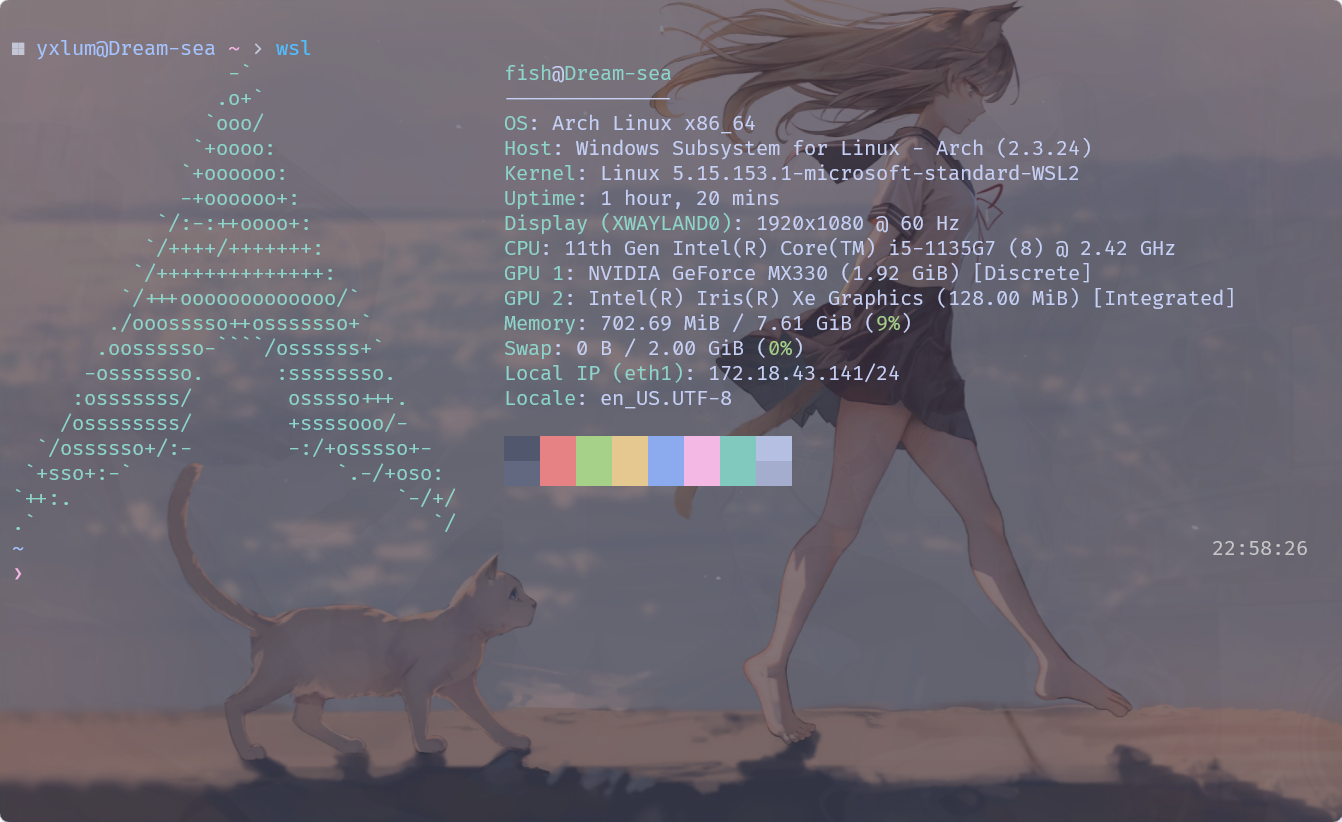 yxlum@Dream-sea ~ › wsl
                  -`                     fish@Dream-sea
                 .o+`                    --------------
                `ooo/                    OS: Arch Linux x86_64
               `+oooo:                   Host: Windows Subsystem for Linux - Arch (2.3.24)
              `+oooooo:                  Kernel: Linux 5.15.153.1-microsoft-standard-WSL2
              -+oooooo+:                 Uptime: 1 hour, 20 mins
            `/:-:++oooo+:                Display (XWAYLAND0): 1920x1080 @ 60 Hz
           `/++++/+++++++:               CPU: 11th Gen Intel(R) Core(TM) i5-1135G7 (8) @ 2.42 GHz
          `/++++++++++++++:              GPU 1: NVIDIA GeForce MX330 (1.92 GiB) [Discrete]
         `/+++ooooooooooooo/`            GPU 2: Intel(R) Iris(R) Xe Graphics (128.00 MiB) [Integrated]
        ./ooosssso++osssssso+`           Memory: 702.69 MiB / 7.61 GiB (9%)
       .oossssso-````/ossssss+`          Swap: 0 B / 2.00 GiB (0%)
      -osssssso.      :ssssssso.         Local IP (eth1): 172.18.43.141/24
     :osssssss/        osssso+++.        Locale: en_US.UTF-8
    /ossssssss/        +ssssooo/-
  `/ossssso+/:-        -:/+osssso+-
 `+sso+:-`                 `.-/+oso:
`++:.                           `-/+/
.`                                 `/
~ 22:58:26
❯